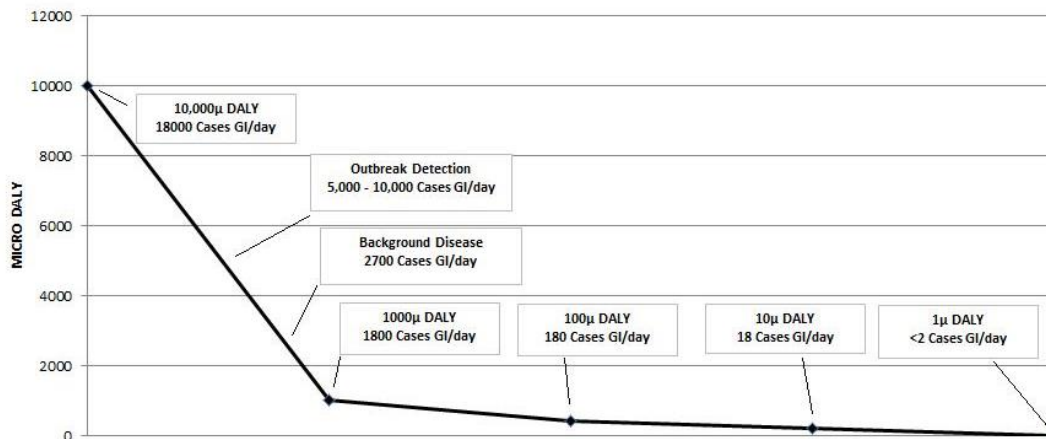 12000
10000
8000
6000
4000
2000
0
MICRO DALY
10,000µ DALY
18000 Cases GI/day
Outbreak Detection
5,000 - 10,000 Cases GI/day
Background Disease
2700 Cases GI/day
1000µ DALY
1800 Cases GI/day
100µ DALY
180 Cases GI/day
10µ DALY
18 Cases GI/day
1µ DALY
<2 Cases GI/day